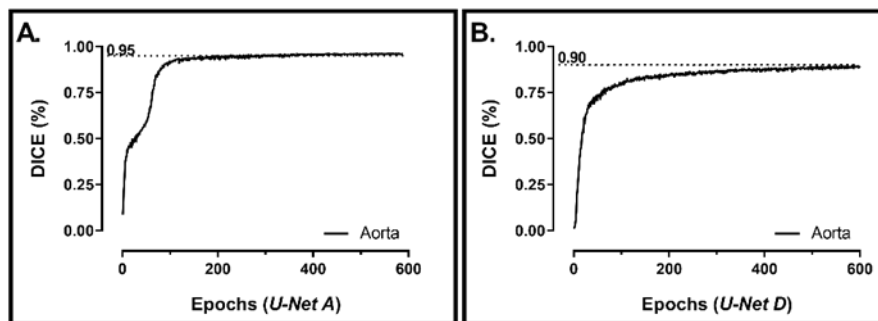 A.
1.00
0.95
0.75
0.50
0.25
0.00
DICE (%)
Aorta
0 200 400 600
Epochs (U-Net A)
B.
1.00
0.90
0.75
0.50
0.25
0.00
DICE (%)
Aorta
0 200 400 600
Epochs (U-Net D)